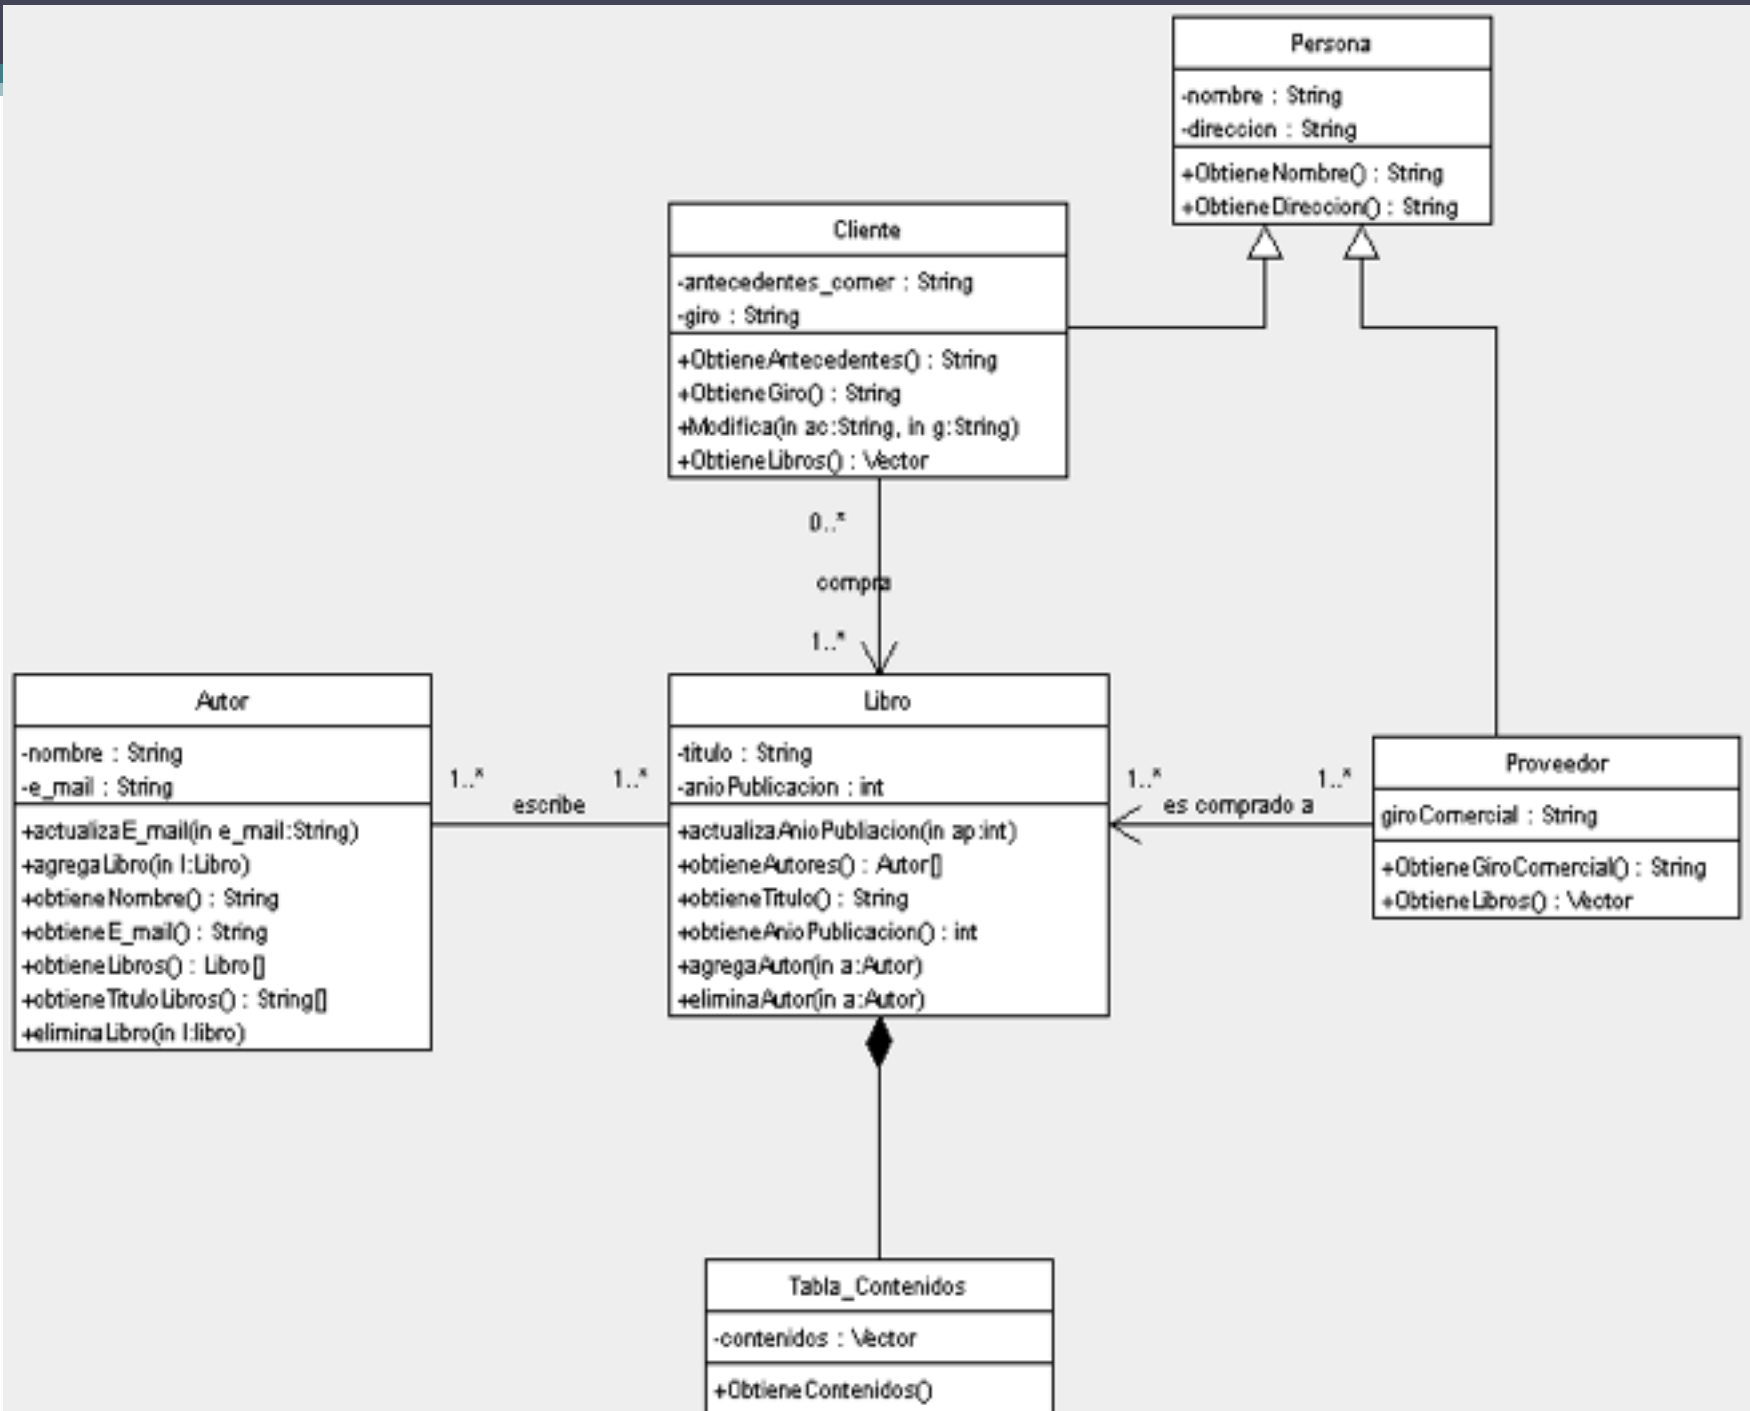 Persona
-nombre : String
-direccion : String
+ObtieneNombre() : String
+ObtieneDireccion() : String
Cliente
-antecedentes_comer : String
-giro : String
+ObtieneAntecedentes() : String
+ObtieneGiro() : String
+Modifica(in ac:String, in g:String)
+ObtieneLibros() : Vector
0..*
compra
1..*
Autor
-nombre : String
-e_mail : String
+actualizaE_mail(in e_mail:String)
+agregaLibro(in l:Libro)
+obtieneNombre() : String
+obtieneE_mail() : String
+obtieneLibros() : Libro[]
+obtieneTituloLibros() : String[]
+eliminaLibro(in l:libro)
1..*
escribe
1..*
Libro
-titulo : String
-anioPublicacion : int
+actualizaAnioPubliacion(in ap:int)
+obtieneAutores() : Autor[]
+obtieneTitulo() : String
+obtieneAnioPublicacion() : int
+agregaAutor(in a:Autor)
+eliminaAutor(in a:Autor)
1..*
es comprado a
1..*
Proveedor
giroComercial : String
+ObtieneGiroComercial() : String
+ObtieneLibros() : Vector
Tabla_Contenidos
-contenidos : Vector
+ObtieneContenidos()